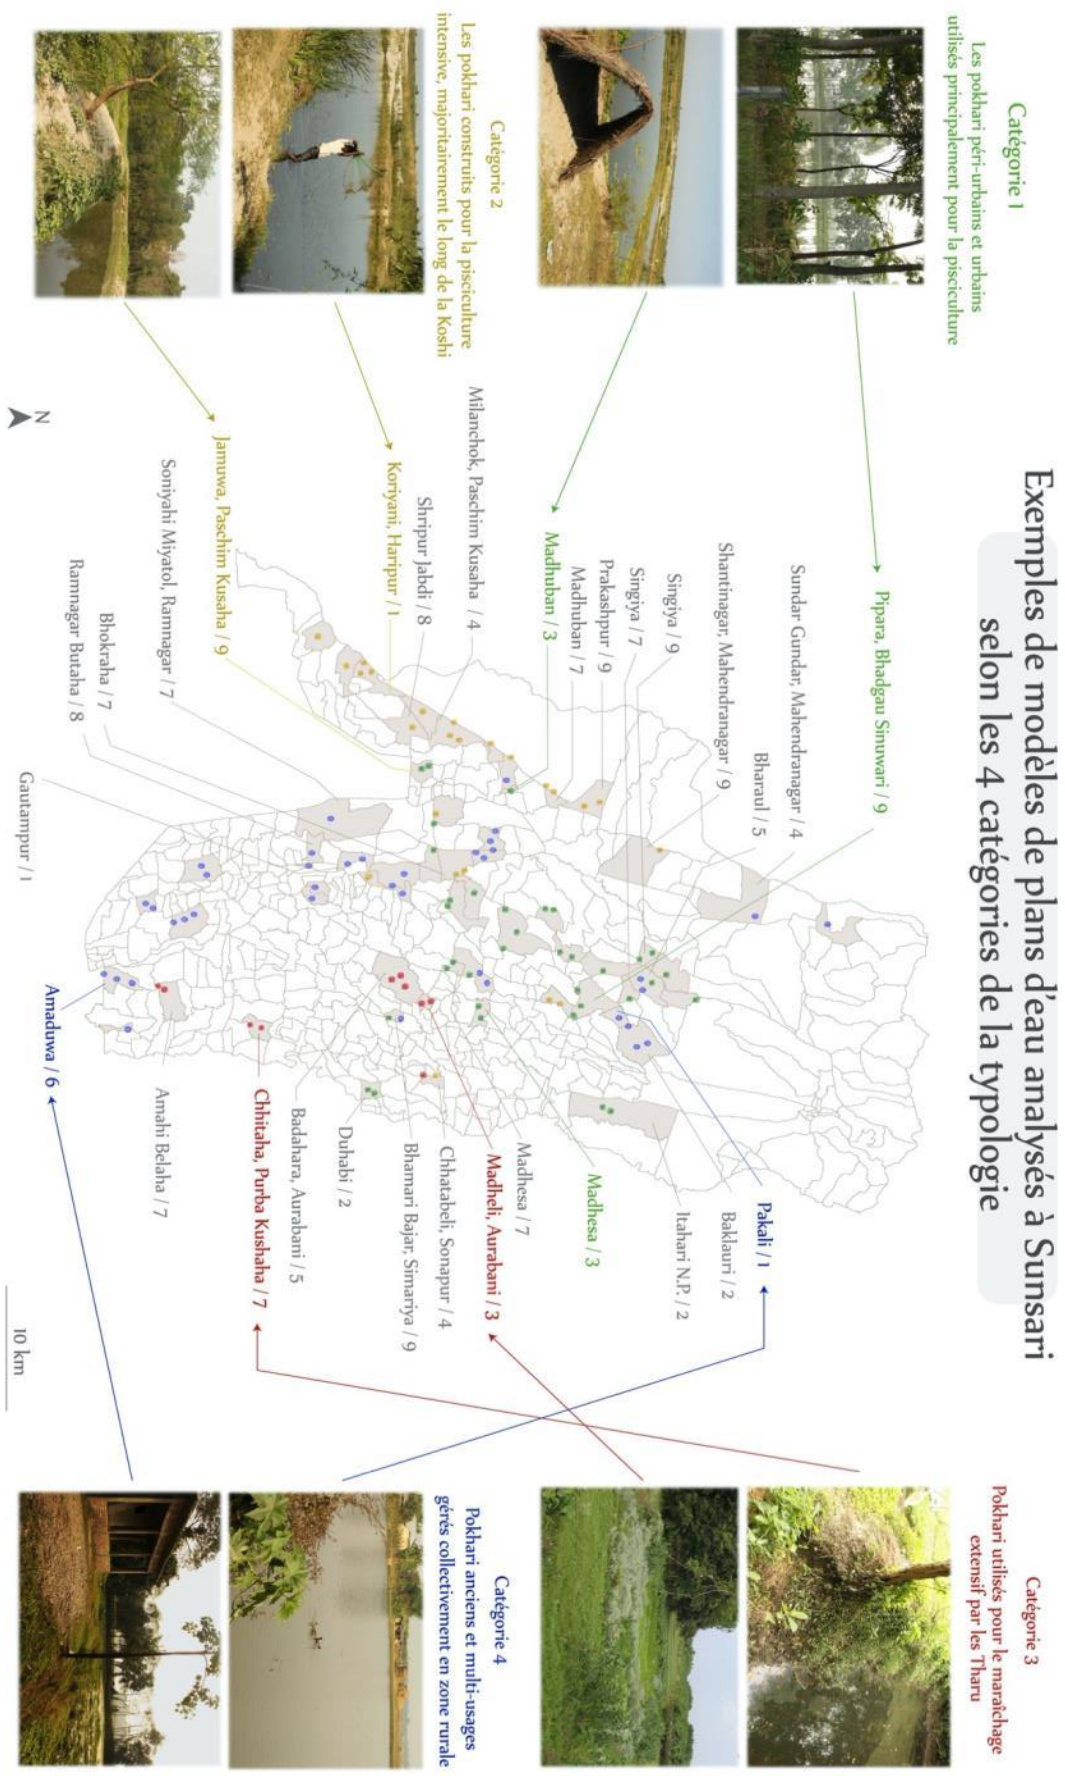 Exemples de modèles de plans d'eau analysés à Sunsari
selon les 4 catégories de la typologie
Catégorie 1
Les pokhari péri-urbains et urbains
utilisés principalement pour la pisciculture
Catégorie 2
Les pokhari construits pour la pisciculture
intensive, majoritairement le long de la Koshi
Catégorie 3
Pokhari utilisés pour le maraîchage
extensif par les Tharu
Catégorie 4
Pokhari anciens et multi-usages
gérés collectivement en zone rurale
Pipara, Bhadgau Sinuwari / 9
Sundar Gundar, Mahendranagar / 4
Bharaul / 5
Shantinagar, Mahendranagar / 9
Singiya / 9
Singiya / 7
Prakashpur / 9
Madhuban / 7
Madhuban / 3
Milanchok, Paschim Kusaha / 4
Shripur Jabdi / 8
Koriyani, Haripur / 1
Jamuwa, Paschim Kusaha / 9
Soniyahi Miyatol, Ramnagar / 7
Bhokraha / 7
Ramnagar Butaha / 8
Gautampur / 1
Pakali / 1
Baklauri / 2
Itahari N.P. / 2
Madhesa / 3
Madhesa / 7
Madheli, Aurabani / 3
Chhatabeli, Sonapur / 4
Bhamari Bajar, Simariya / 9
Duhabi / 2
Badahara, Aurabani / 5
Chhitaha, Purba Kushaha / 7
Amahi Belaha / 7
Amaduwa / 6
N
10 km